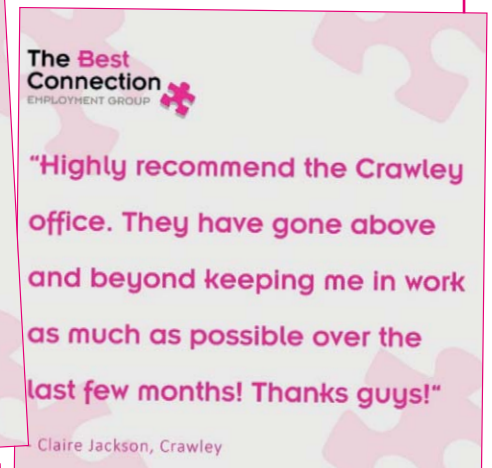 The Best
Connection
EMPLOYMENT GROUP
"Highly recommend the Crawley
office. They have gone above
and beyond keeping me in work
as much as possible over the
last few months! Thanks guys!"
Claire Jackson, Crawley